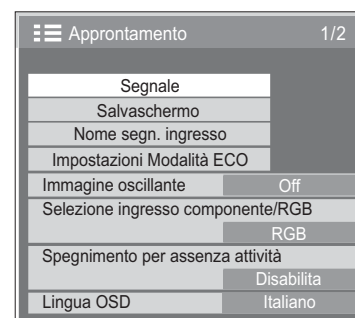 Approntamento 1/2
Segnale
Salvaschermo
Nome segn. ingresso
Impostazioni Modalità ECO
Immagine oscillante Off
Selezione ingresso componente/RGB
RGB
Spegnimento per assenza attività
Disabilita
Lingua OSD Italiano